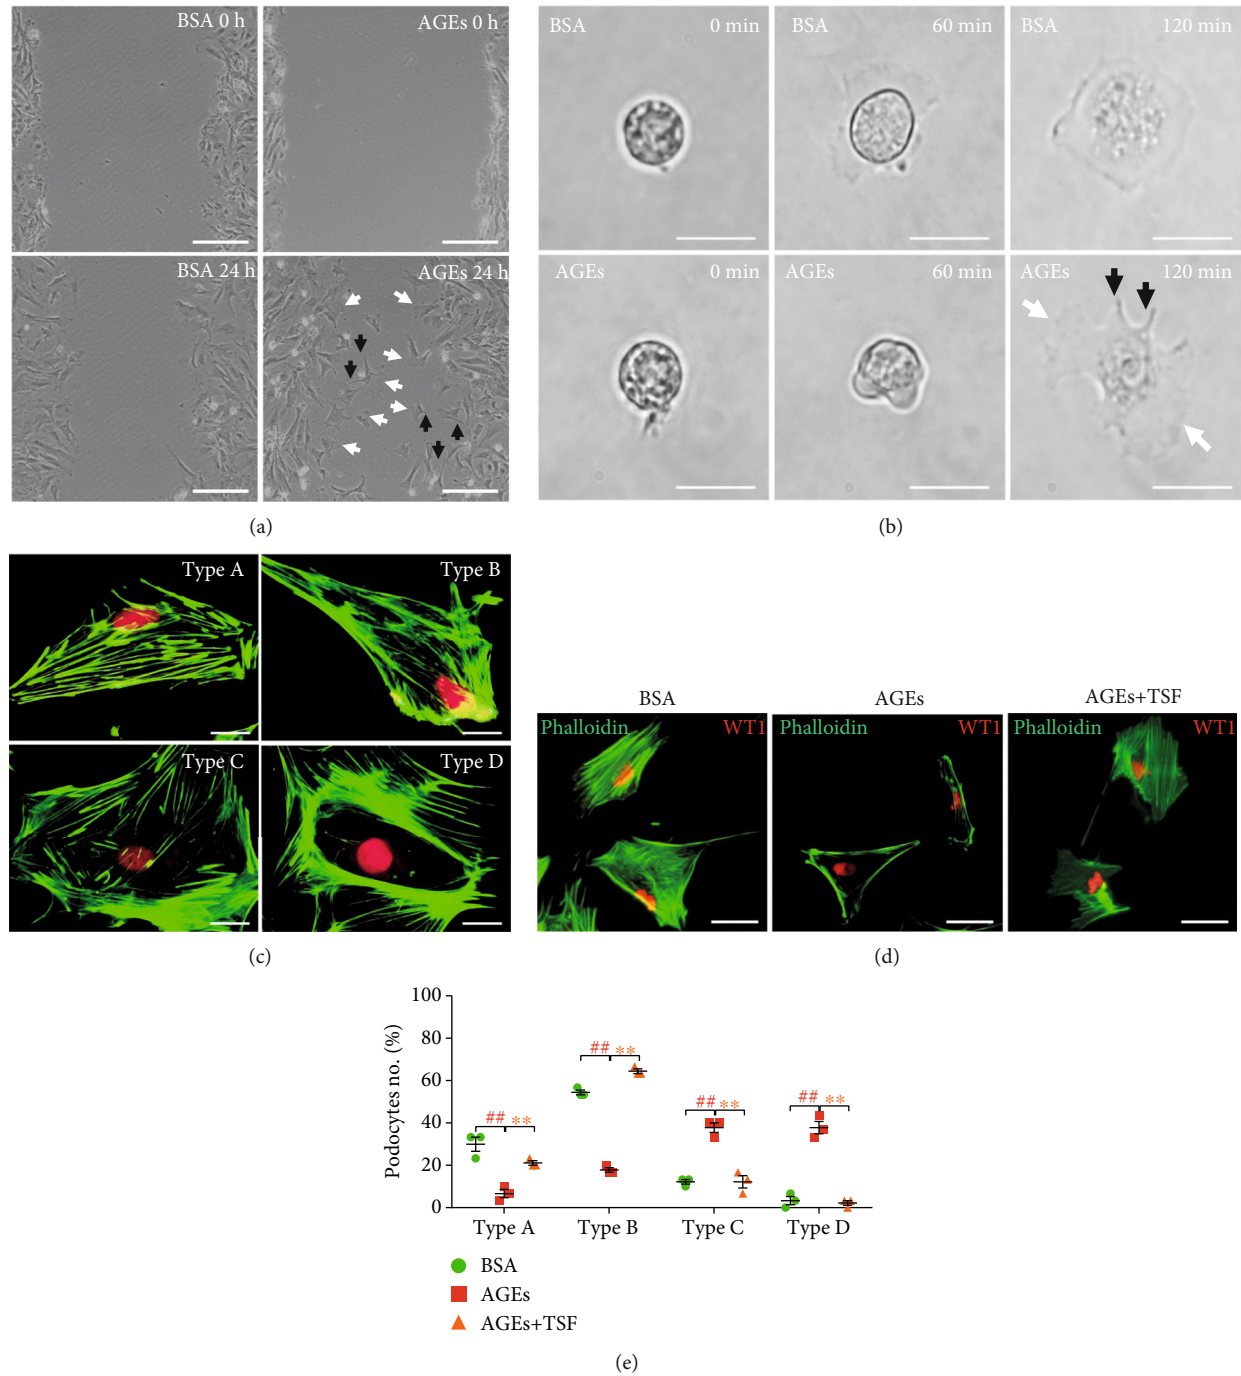 BSA 0 h
AGEs 0 h
BSA 24 h
AGEs 24 h
(a)
BSA 0 min
BSA 60 min
BSA 120 min
AGEs 0 min
AGEs 60 min
AGEs 120 min
(b)
Type A
Type B
Type C
Type D
(c)
BSA
AGEs
AGEs+TSF
Phalloidin WT1
Phalloidin WT1
Phalloidin WT1
(d)
Podocytes no. (%)
100
80
60
40
20
0
## **
## **
## **
## **
Type A
Type B
Type C
Type D
BSA
AGEs
AGEs+TSF
(e)